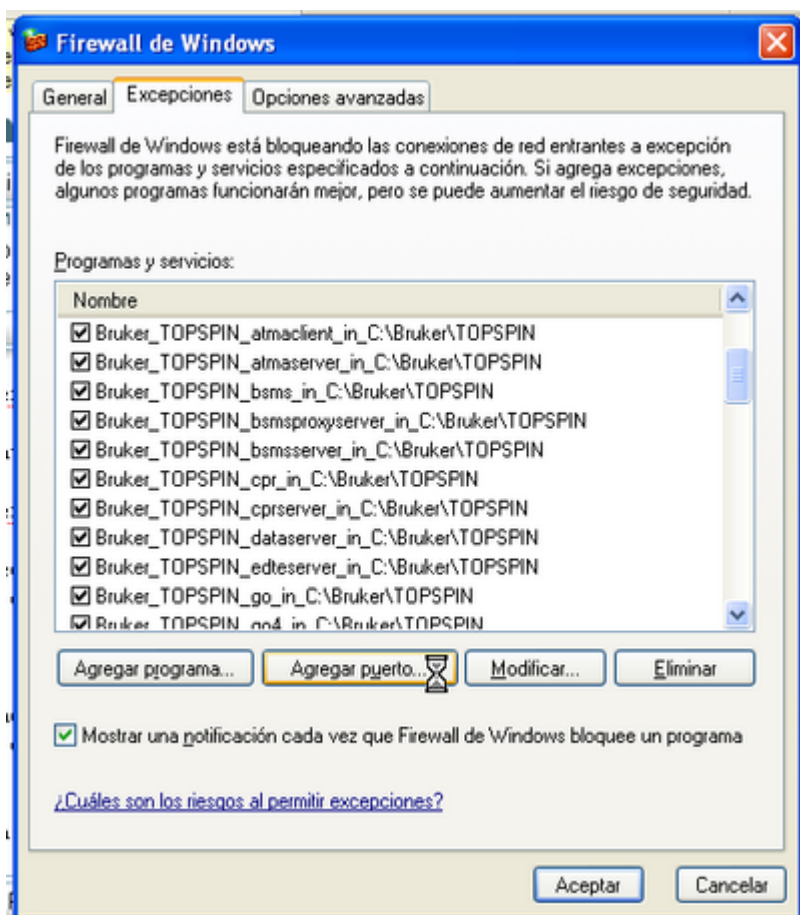 Firewall de Windows
General Excepciones Opciones avanzadas
Firewall de Windows está bloqueando las conexiones de red entrantes a excepción
de los programas y servicios especificados a continuación. Si agrega excepciones,
algunos programas funcionarán mejor, pero se puede aumentar el riesgo de seguridad.
Programas y servicios:
Nombre
Bruker_TOPSPIN_atmaclient_in_C:\Bruker\TOPSPIN
Bruker_TOPSPIN_atmaserver_in_C:\Bruker\TOPSPIN
Bruker_TOPSPIN_bsms_in_C:\Bruker\TOPSPIN
Bruker_TOPSPIN_bsmsproxyserver_in_C:\Bruker\TOPSPIN
Bruker_TOPSPIN_bsmsserver_in_C:\Bruker\TOPSPIN
Bruker_TOPSPIN_cpr_in_C:\Bruker\TOPSPIN
Bruker_TOPSPIN_cprserver_in_C:\Bruker\TOPSPIN
Bruker_TOPSPIN_dataserver_in_C:\Bruker\TOPSPIN
Bruker_TOPSPIN_edteserver_in_C:\Bruker\TOPSPIN
Bruker_TOPSPIN_go_in_C:\Bruker\TOPSPIN
Bruker_TOPSPIN_go4_in_C:\Bruker\TOPSPIN
Agregar programa... Agregar puerto... Modificar... Eliminar
Mostrar una notificación cada vez que Firewall de Windows bloquee un programa
¿Cuáles son los riesgos al permitir excepciones?
Aceptar Cancelar